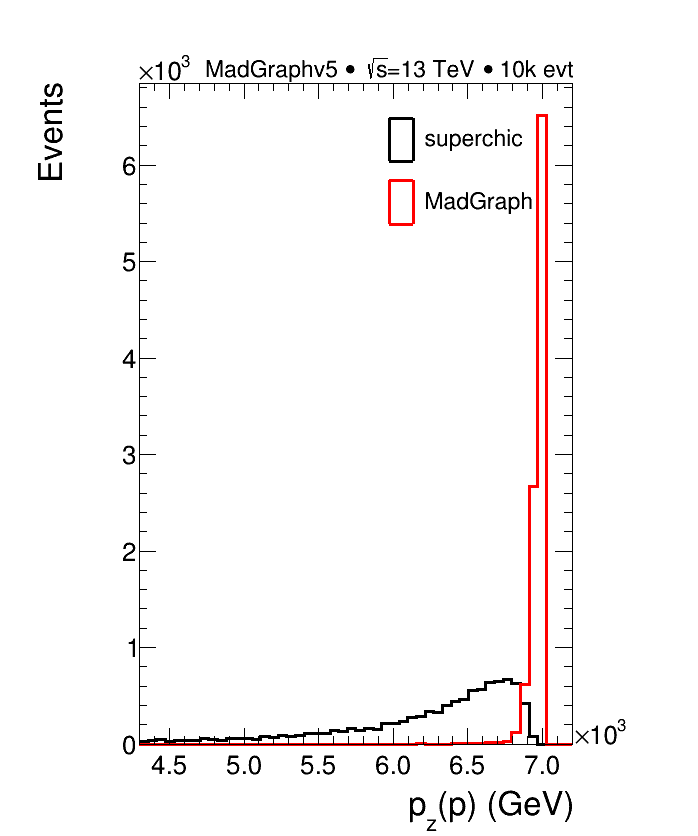 ×10³ MadGraphv5 • √s=13 TeV • 10k evt
Events
superchic
MadGraph
6
5
4
3
2
1
0
4.5 5.0 5.5 6.0 6.5 7.0 ×10³
p_z(p) (GeV)